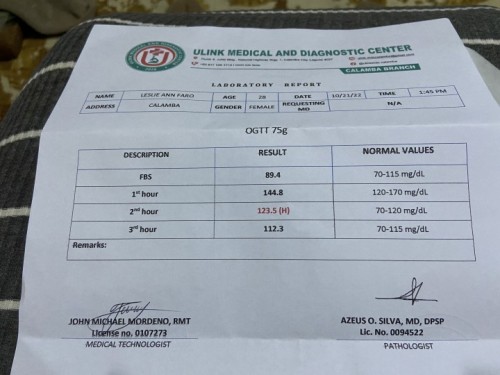 ULINK MEDICAL AND DIAGNOSTIC CENTER
CALAMBA BRANCH
LABORATORY REPORT
NAME LESLIE ANN FARO AGE 28 DATE 10/21/22 TIME 1:45 PM
ADDRESS CALAMBA GENDER FEMALE REQUESTING MD N/A
OGTT 75g
DESCRIPTION RESULT NORMAL VALUES
FBS 89.4 70-115 mg/dL
1st hour 144.8 120-170 mg/dL
2nd hour 123.5 (H) 70-120 mg/dL
3rd hour 112.3 70-115 mg/dL
Remarks:
JOHN MICHAEL MORDENO, RMT
License no. 0107273
MEDICAL TECHNOLOGIST
AZEUS O. SILVA, MD, DPSP
Lic. No. 0094522
PATHOLOGIST